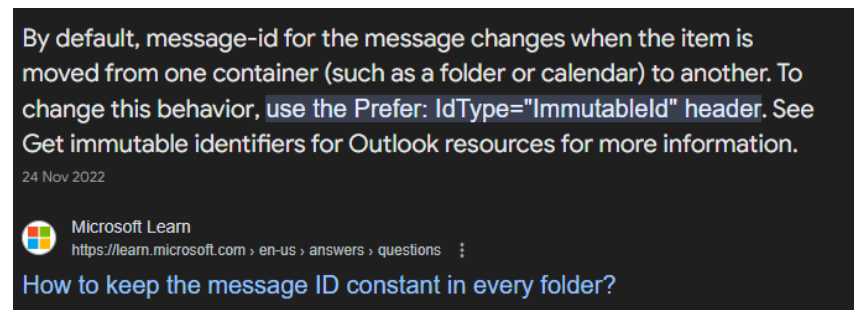 By default, message-id for the message changes when the item is
moved from one container (such as a folder or calendar) to another. To
change this behavior, use the Prefer: IdType="ImmutableId" header. See
Get immutable identifiers for Outlook resources for more information.
24 Nov 2022
Microsoft Learn
https://learn.microsoft.com › en-us › answers › questions
How to keep the message ID constant in every folder?